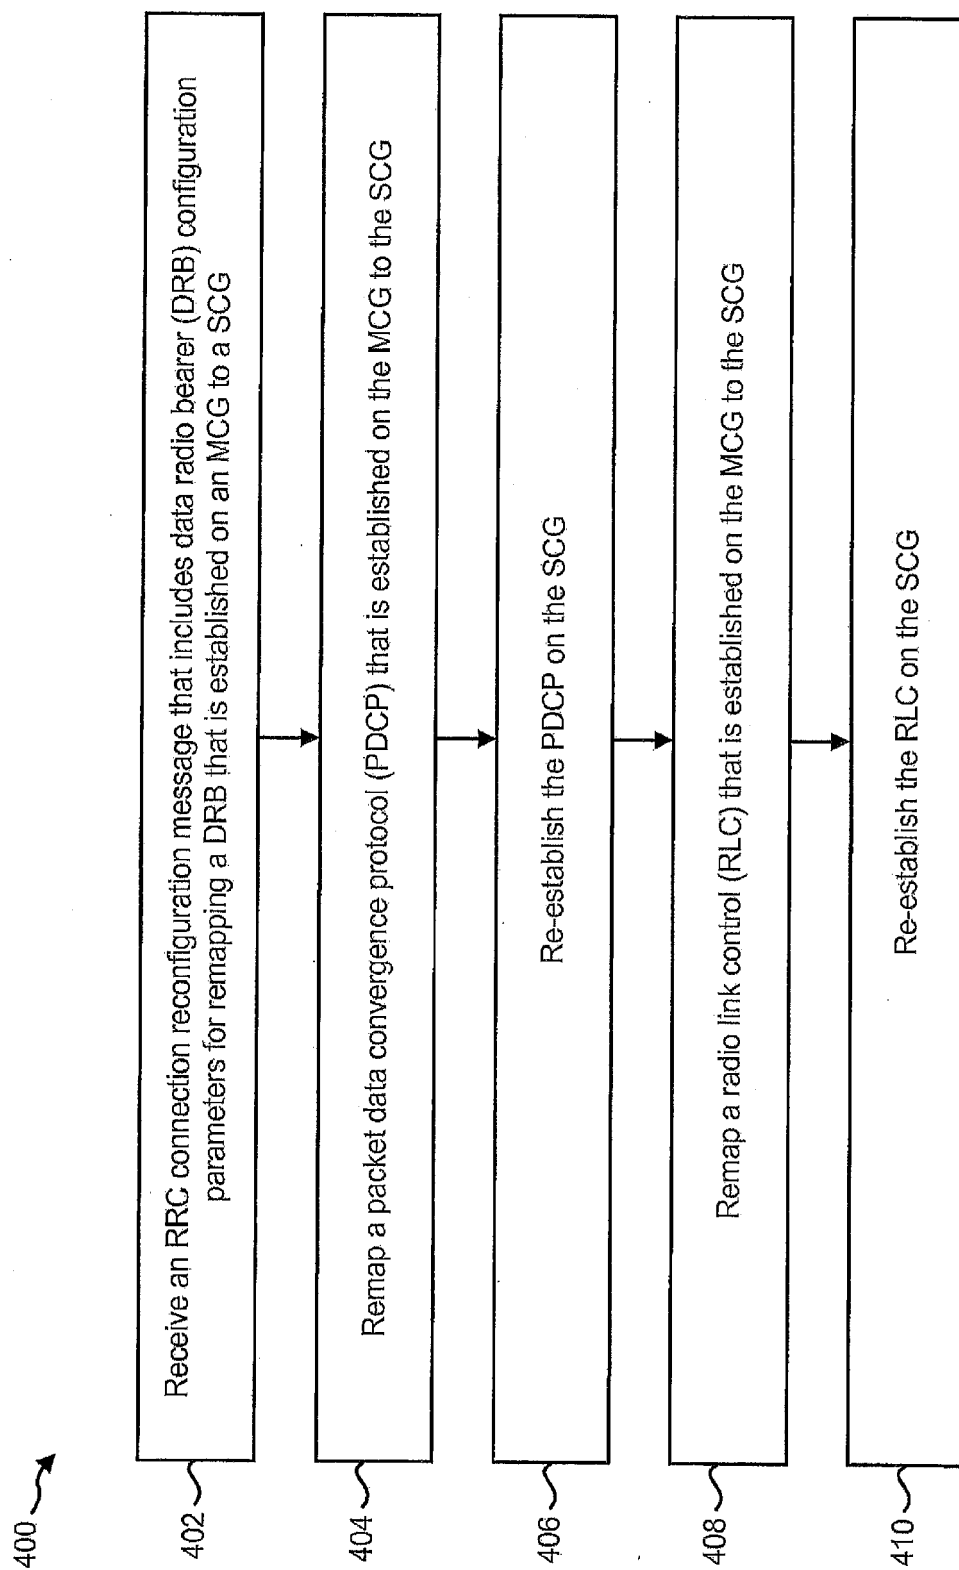 400
402
Receive an RRC connection reconfiguration message that includes data radio bearer (DRB) configuration
parameters for remapping a DRB that is established on an MCG to a SCG
404
Remap a packet data convergence protocol (PDCP) that is established on the MCG to the SCG
406
Re-establish the PDCP on the SCG
408
Remap a radio link control (RLC) that is established on the MCG to the SCG
410
Re-establish the RLC on the SCG